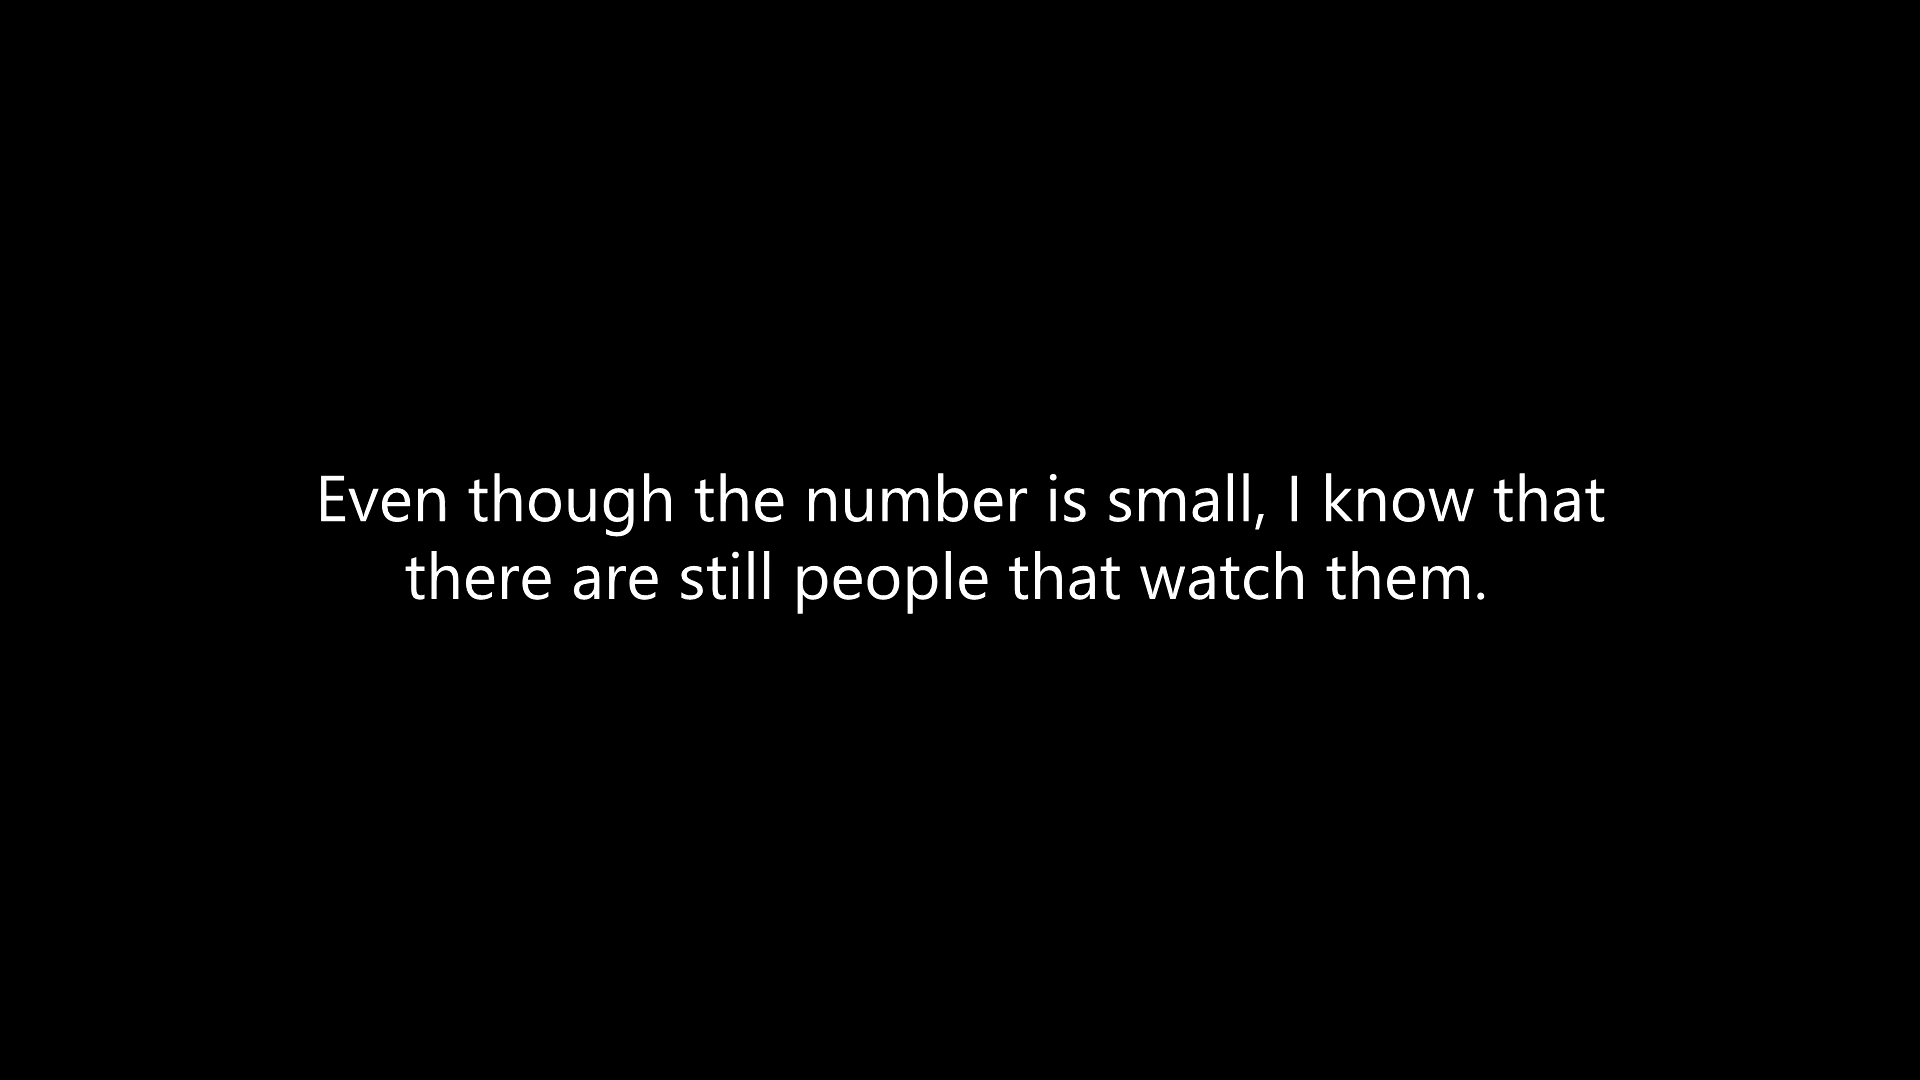 Even though the number is small, I know that
there are still people that watch them.